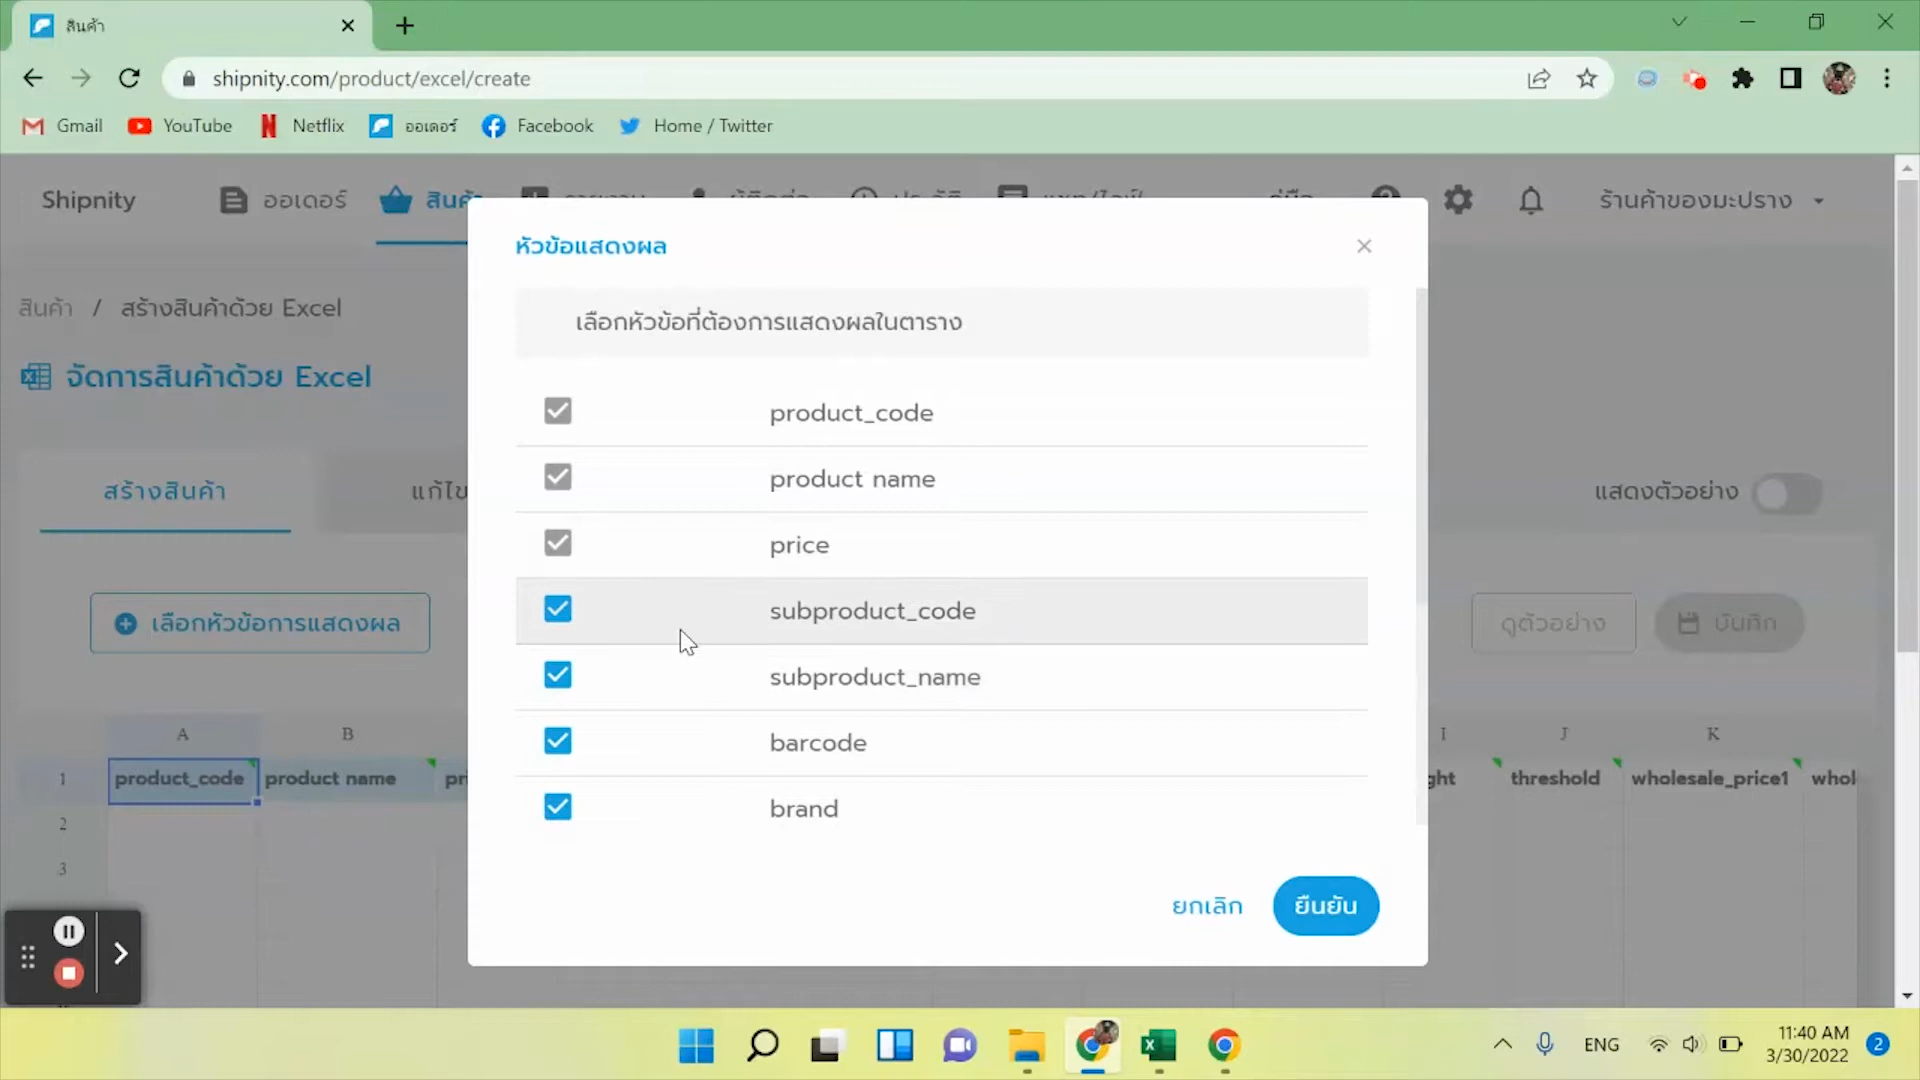 สินค้า
shipnity.com/product/excel/create
Gmail YouTube Netflix ออเดอร์ Facebook Home / Twitter
Shipnity ออเดอร์ สินค้า ร้านค้าของมะปราง
หัวข้อแสดงผล
สินค้า / สร้างสินค้าด้วย Excel
เลือกหัวข้อที่ต้องการแสดงผลในตาราง
จัดการสินค้าด้วย Excel
product_code
product name
สร้างสินค้า
แสดงตัวอย่าง
price
subproduct_code
เลือกหัวข้อการแสดงผล
ดูตัวอย่าง
บันทึก
subproduct_name
barcode
A B I J K
1 product_code product name pri ght threshold wholesale_price1 whol
brand
2
3
ยกเลิก ยืนยัน
ENG
11:40 AM
3/30/2022
2